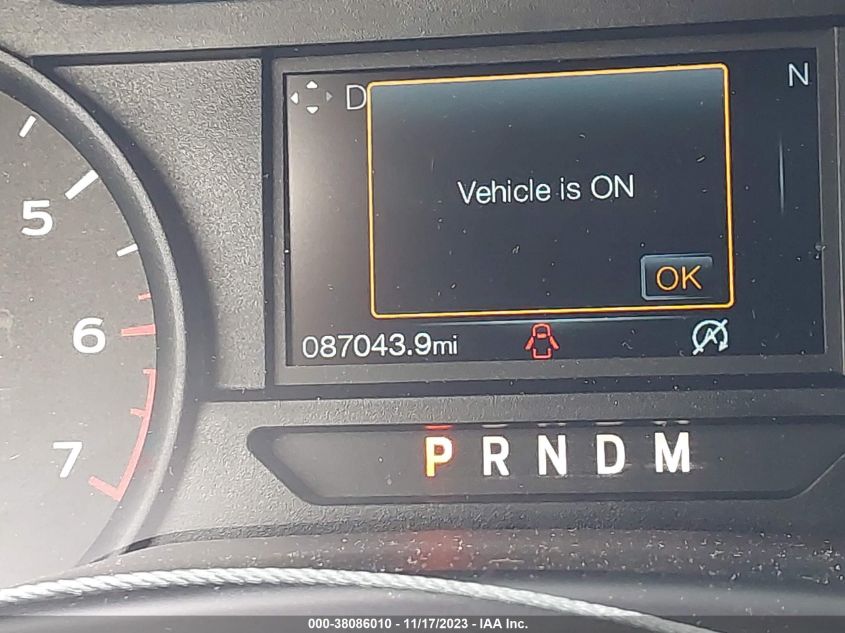 D
N
Vehicle is ON
OK
087043.9mi
5
6
7
P R N D M
000-38086010 - 11/17/2023 - IAA Inc.